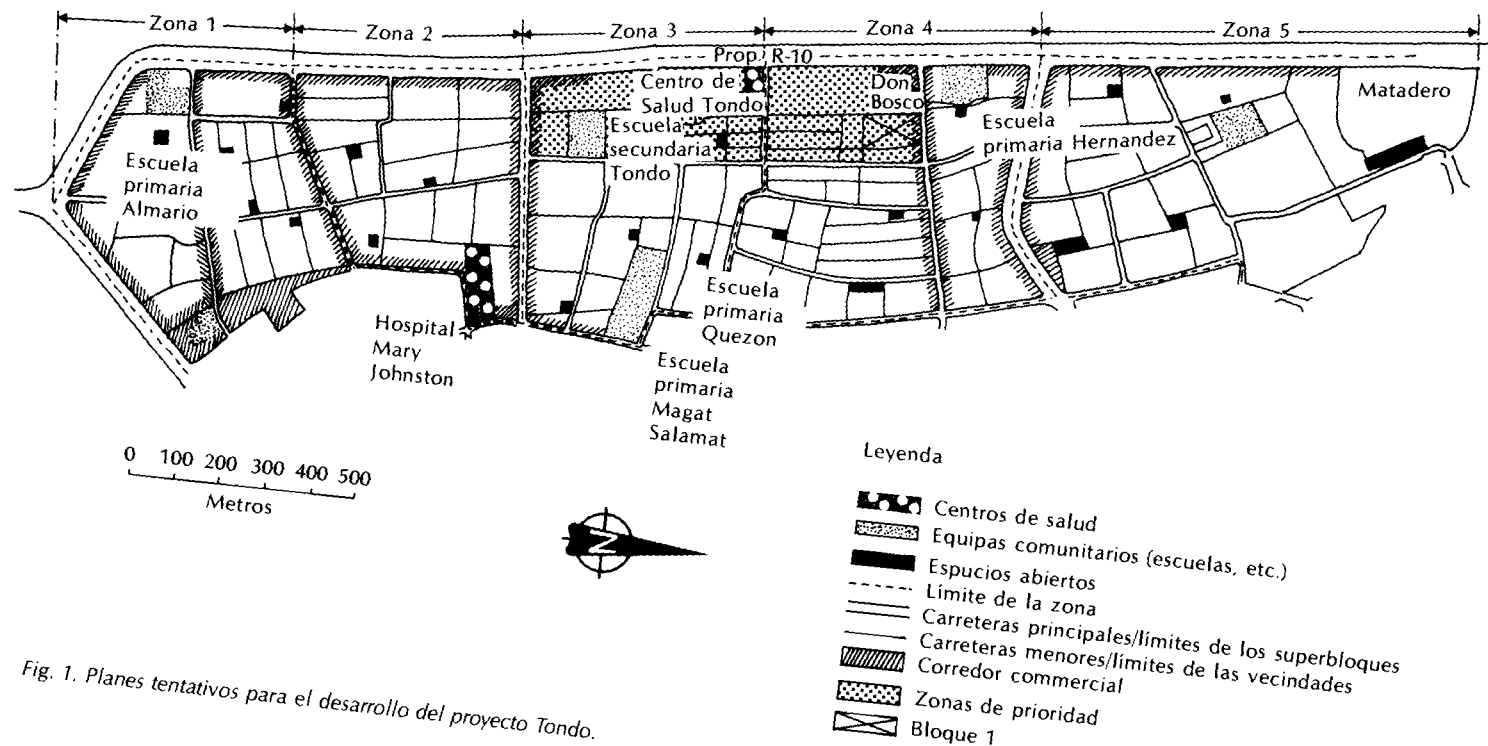 Zona 1
Zona 2
Zona 3
Zona 4
Zona 5
Prop. R-10
Centro de
Salud Tondo
Don
Bosco
Matadero
Escuela
secundaria
Tondo
Escuela
primaria Hernandez
Escuela
primaria
Almario
Escuela
primaria
Quezon
Hospital
Mary
Johnston
Escuela
primaria
Magat
Salamat
0 100 200 300 400 500
Metros
N
Leyenda
Centros de salud
Equipas comunitarios (escuelas, etc.)
Espucios abiertos
Límite de la zona
Carreteras principales/límites de los superbloques
Carreteras menores/límites de las vecindades
Corredor commercial
Zonas de prioridad
Bloque 1
Fig. 1. Planes tentativos para el desarrollo del proyecto Tondo.